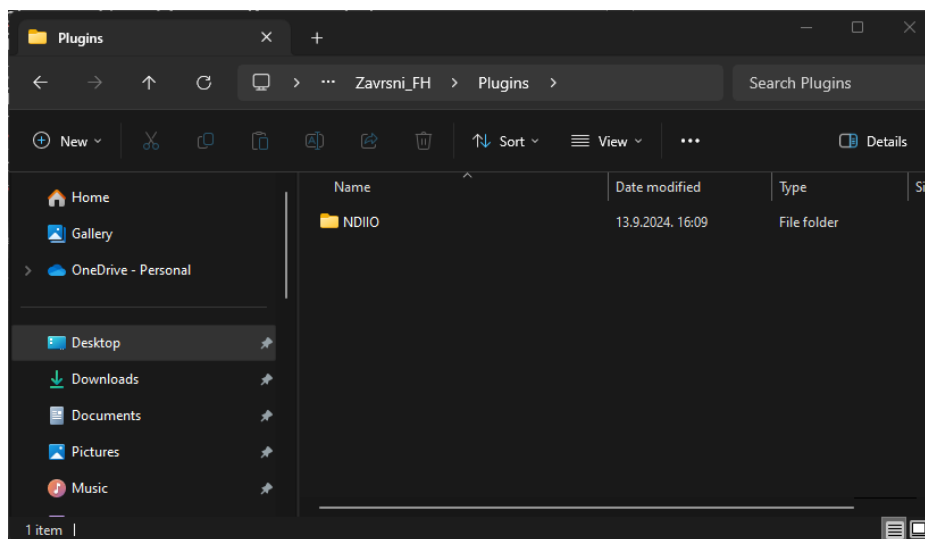 Plugins
Zavrsni_FH > Plugins >
Search Plugins
New
Sort
View
Details
Name
Date modified
Type
Si
Home
NDIIO
13.9.2024. 16:09
File folder
Gallery
OneDrive - Personal
Desktop
Downloads
Documents
Pictures
Music
1 item